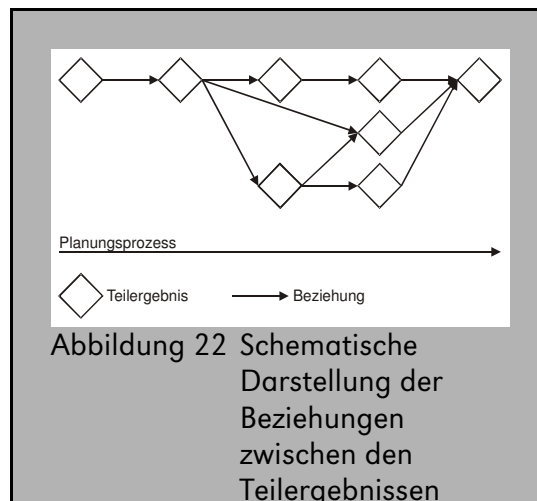 Planungsprozess
Teilergebnis Beziehung
Abbildung 22 Schematische
Darstellung der
Beziehungen
zwischen den
Teilergebnissen